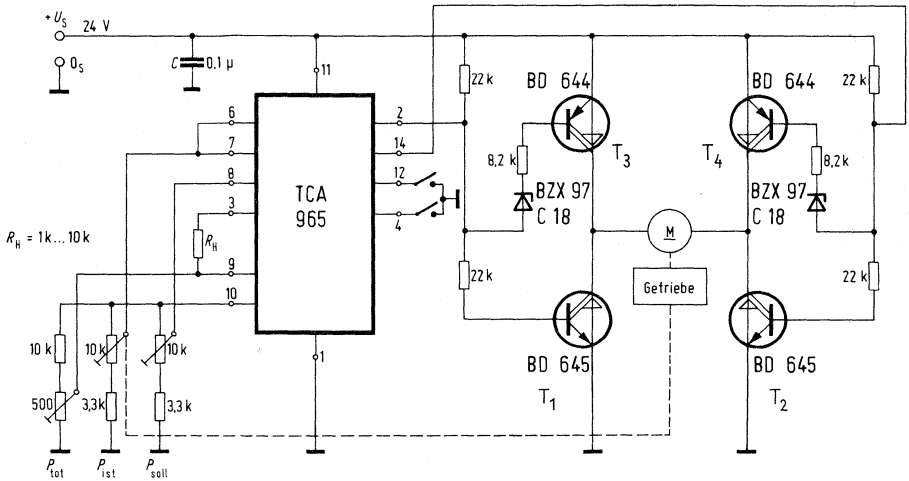 + U_S 24 V
0_S
C 0,1 µ
11
6
7
8
3
9
10
2
14
12
4
1
TCA
965
R_H
R_H = 1k...10k
10 k
10 k
10 k
500
3,3 k
3,3 k
P_tot
P_ist
P_soll
22 k
22 k
8,2 k
BZX 97
C 18
BD 644
T_3
BD 644
T_4
8,2 k
BZX 97
C 18
22 k
22 k
M
Getriebe
BD 645
T_1
BD 645
T_2